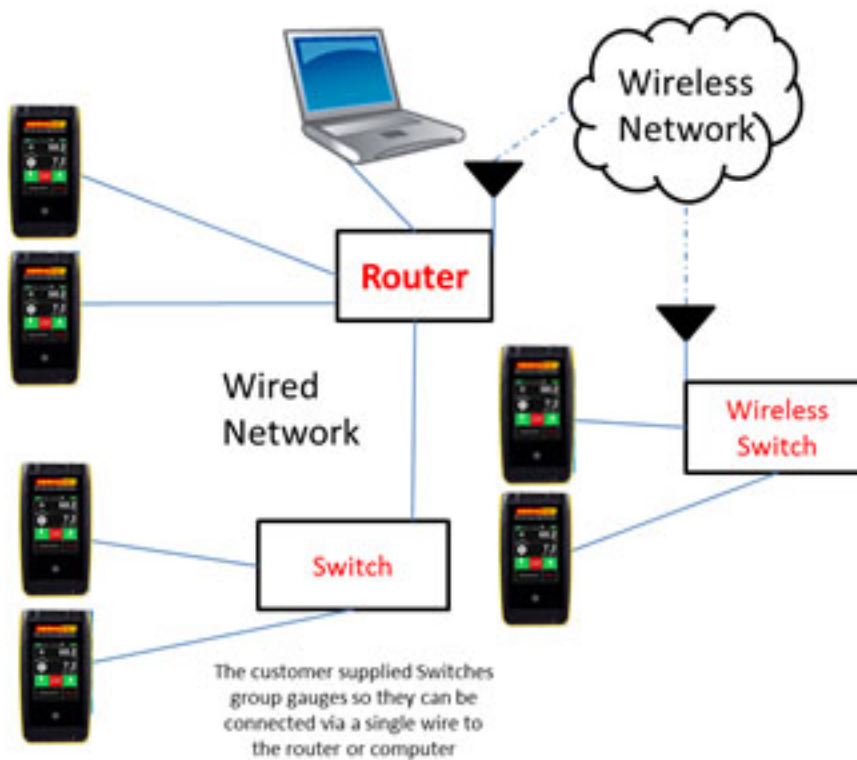 Wireless
Network
Router
Wired
Network
Wireless
Switch
Switch
The customer supplied Switches
group gauges so they can be
connected via a single wire to
the router or computer